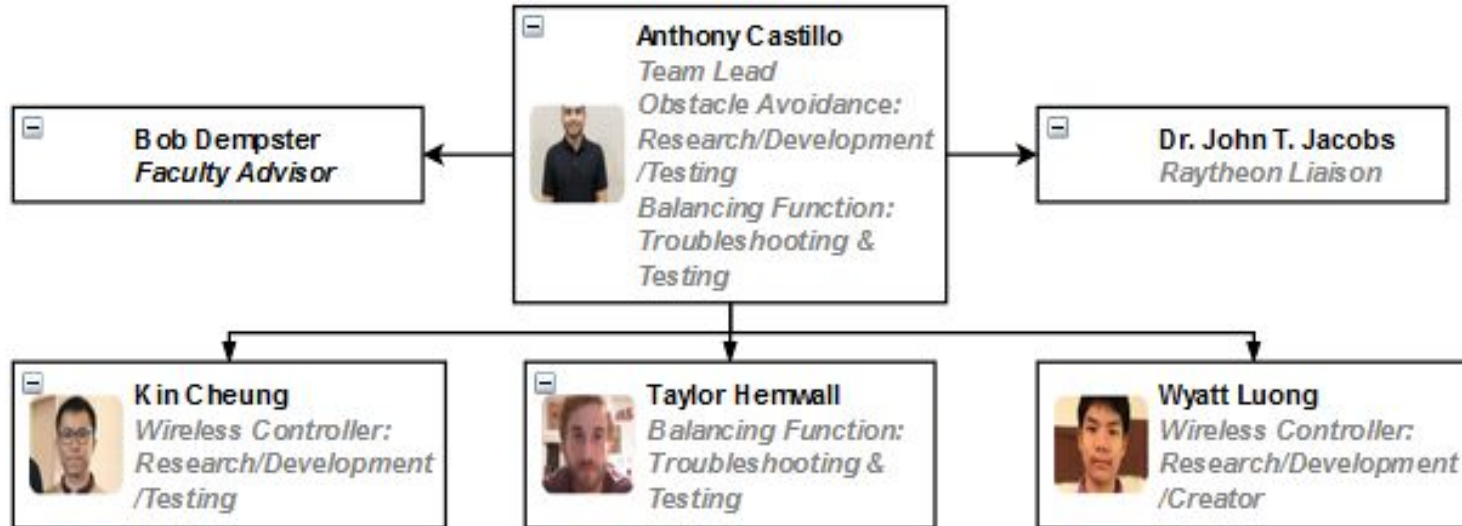 Anthony Castillo
Team Lead
Obstacle Avoidance:
Research/Development
/Testing
Balancing Function:
Troubleshooting &
Testing
Bob Dempster
Faculty Advisor
Dr. John T. Jacobs
Raytheon Liaison
Kin Cheung
Wireless Controller:
Research/Development
/Testing
Taylor Hemwall
Balancing Function:
Troubleshooting &
Testing
Wyatt Luong
Wireless Controller:
Research/Development
/Creator